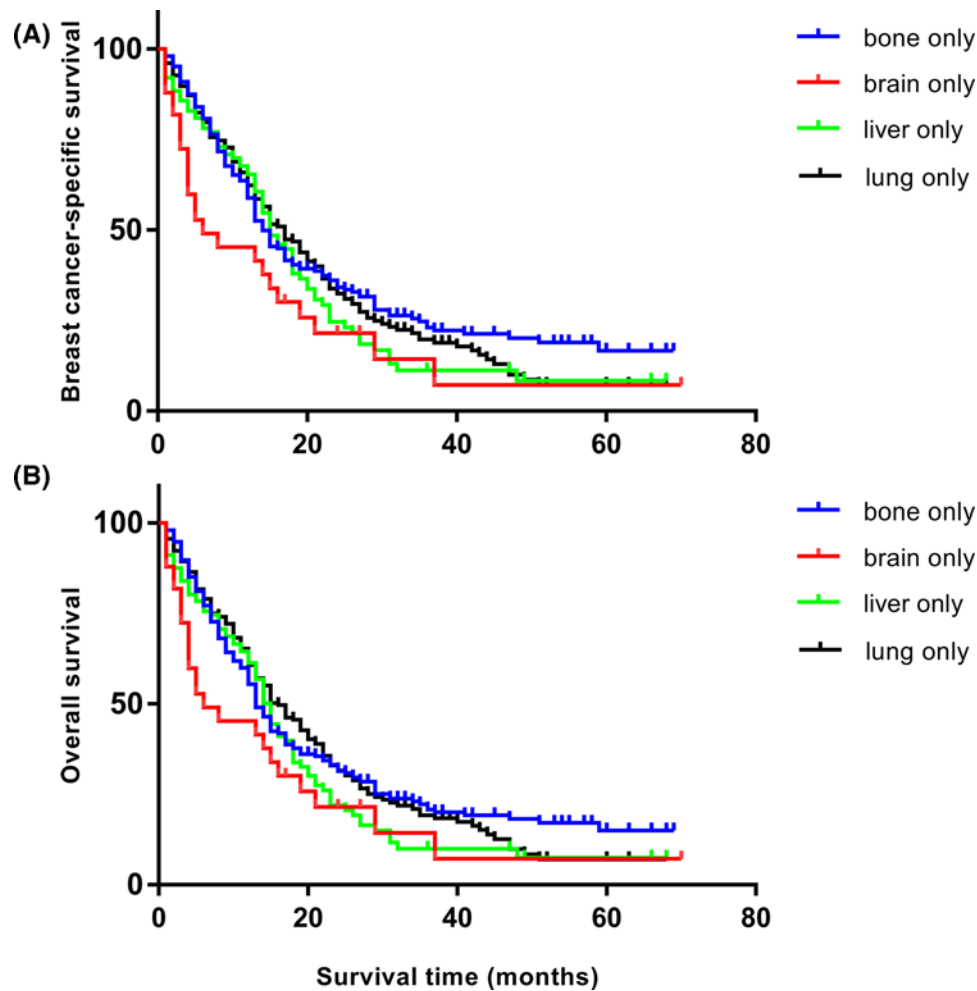 (A)
Breast cancer-specific survival
100
50
0
0 20 40 60 80
bone only
brain only
liver only
lung only
(B)
Overall survival
100
50
0
0 20 40 60 80
Survival time (months)
bone only
brain only
liver only
lung only